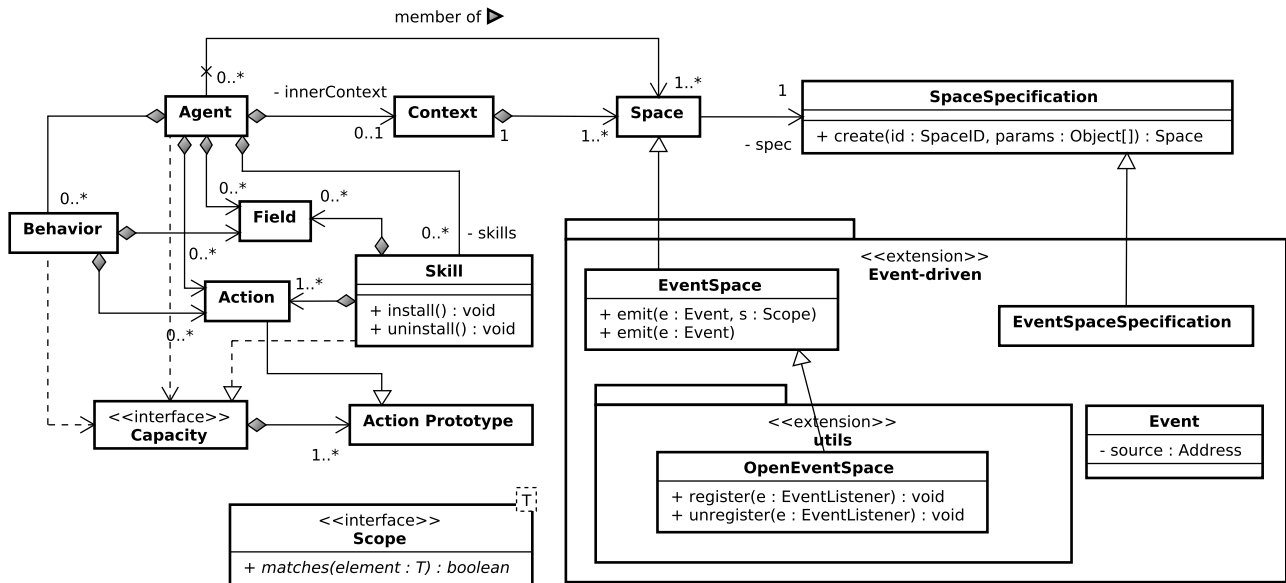 member of
0..*
1..*
- innerContext
Agent
Context
Space
0..1
1
1..*
1
- spec
SpaceSpecification
+ create(id : SpaceID, params : Object[]) : Space
0..*
0..*
0..*
Behavior
Field
0..*
- skills
0..*
Skill
+ install() : void
+ uninstall() : void
Action
1..*
0..*
<<interface>>
Capacity
1..*
Action Prototype
<<extension>>
Event-driven
EventSpace
+ emit(e : Event, s : Scope)
+ emit(e : Event)
EventSpaceSpecification
<<extension>>
utils
OpenEventSpace
+ register(e : EventListener) : void
+ unregister(e : EventListener) : void
Event
- source : Address
T
<<interface>>
Scope
+ matches(element : T) : boolean